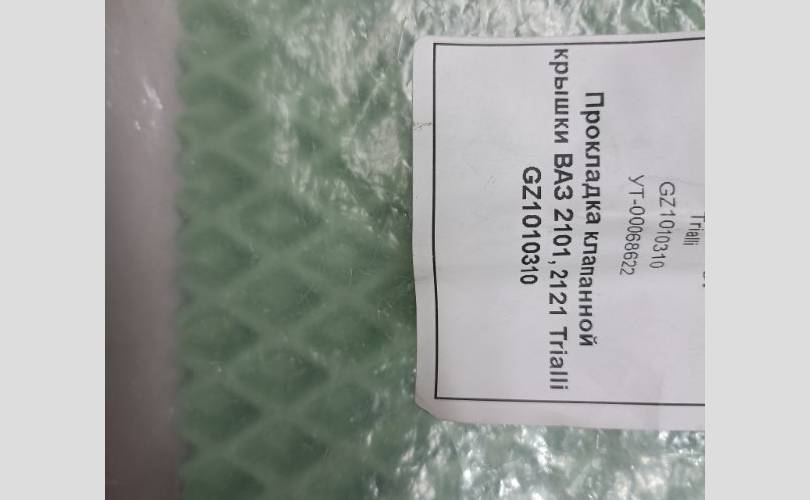 Trialli
GZ1010310
УТ-00068622
Прокладка клапанной
крышки ВАЗ 2101, 2121 Trialli
GZ1010310